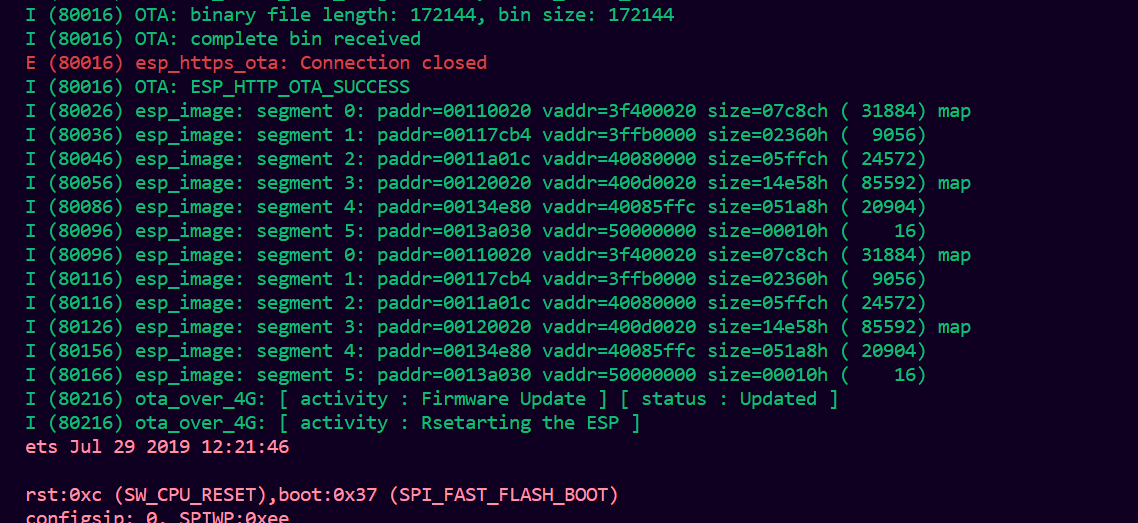 I (80016) OTA: binary file length: 172144, bin size: 172144
I (80016) OTA: complete bin received
E (80016) esp_https_ota: Connection closed
I (80016) OTA: ESP_HTTP_OTA_SUCCESS
I (80026) esp_image: segment 0: paddr=00110020 vaddr=3f400020 size=07c8ch ( 31884) map
I (80036) esp_image: segment 1: paddr=00117cb4 vaddr=3ffb0000 size=02360h (  9056)
I (80046) esp_image: segment 2: paddr=0011a01c vaddr=40080000 size=05ffch ( 24572)
I (80056) esp_image: segment 3: paddr=00120020 vaddr=400d0020 size=14e58h ( 85592) map
I (80086) esp_image: segment 4: paddr=00134e80 vaddr=40085ffc size=051a8h ( 20904)
I (80096) esp_image: segment 5: paddr=0013a030 vaddr=50000000 size=00010h (    16)
I (80096) esp_image: segment 0: paddr=00110020 vaddr=3f400020 size=07c8ch ( 31884) map
I (80116) esp_image: segment 1: paddr=00117cb4 vaddr=3ffb0000 size=02360h (  9056)
I (80116) esp_image: segment 2: paddr=0011a01c vaddr=40080000 size=05ffch ( 24572)
I (80126) esp_image: segment 3: paddr=00120020 vaddr=400d0020 size=14e58h ( 85592) map
I (80156) esp_image: segment 4: paddr=00134e80 vaddr=40085ffc size=051a8h ( 20904)
I (80166) esp_image: segment 5: paddr=0013a030 vaddr=50000000 size=00010h (    16)
I (80216) ota_over_4G: [ activity : Firmware Update ] [ status : Updated ]
I (80216) ota_over_4G: [ activity : Rsetarting the ESP ]
ets Jul 29 2019 12:21:46
rst:0xc (SW_CPU_RESET),boot:0x37 (SPI_FAST_FLASH_BOOT)
configsip: 0, SPIWP:0xee